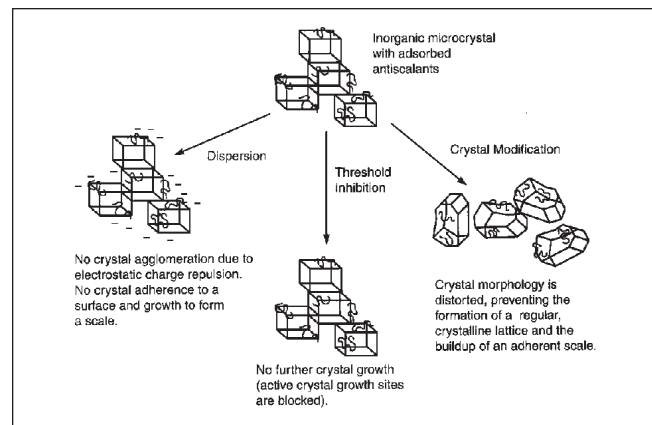 Inorganic microcrystal
with adsorbed
antiscalants
Dispersion
Threshold
inhibition
Crystal Modification
No crystal agglomeration due to
electrostatic charge repulsion.
No crystal adherence to a
surface and growth to form
a scale.
No further crystal growth
(active crystal growth sites
are blocked).
Crystal morphology is
distorted, preventing the
formation of a regular,
crystalline lattice and the
buildup of an adherent scale.